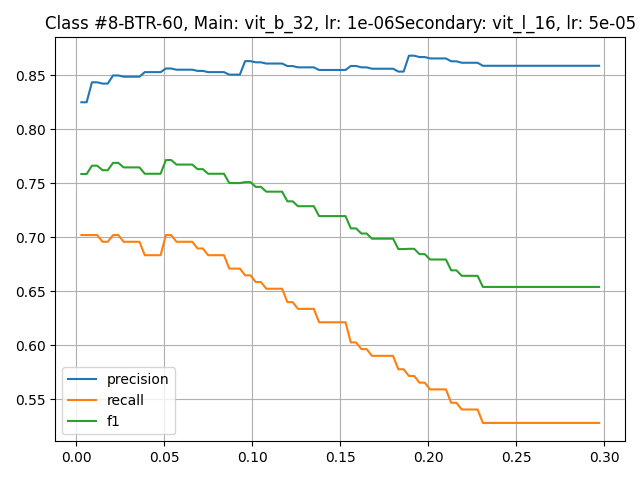 Class #8-BTR-60, Main: vit_b_32, lr: 1e-06Secondary: vit_l_16, lr: 5e-05
0.85
0.80
0.75
0.70
0.65
0.60
0.55
precision
recall
f1
0.00 0.05 0.10 0.15 0.20 0.25 0.30